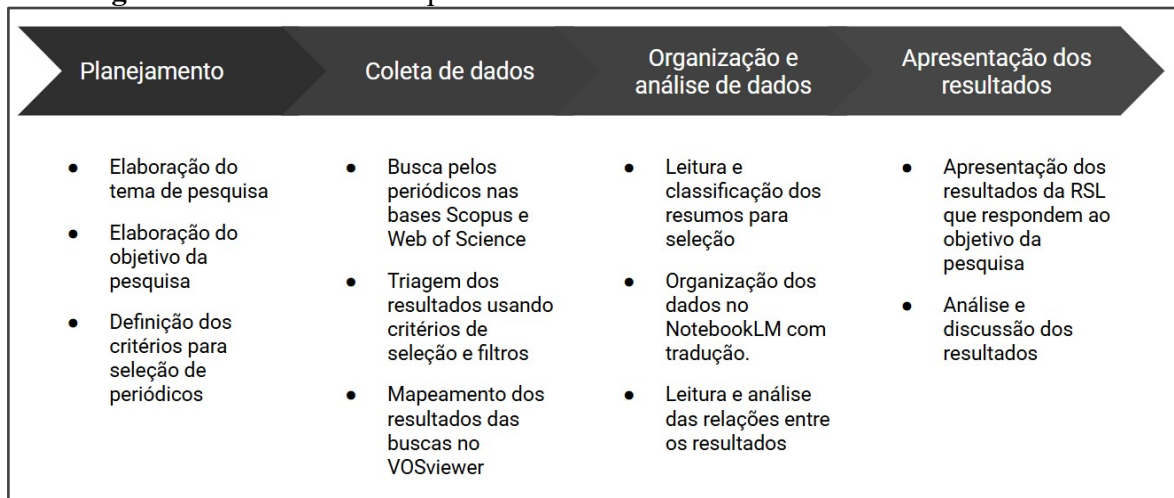 Planejamento
Coleta de dados
Organização e
análise de dados
Apresentação dos
resultados
● Elaboração do
tema de pesquisa
● Elaboração do
objetivo da
pesquisa
● Definição dos
critérios para
seleção de
periódicos
● Busca pelos
periódicos nas
bases Scopus e
Web of Science
● Triagem dos
resultados usando
critérios de
seleção e filtros
● Mapeamento dos
resultados das
buscas no
VOSviewer
● Leitura e
classificação dos
resumos para
seleção
● Organização dos
dados no
NotebookLM com
tradução.
● Leitura e análise
das relações entre
os resultados
● Apresentação dos
resultados da RSL
que respondem ao
objetivo da
pesquisa
● Análise e
discussão dos
resultados